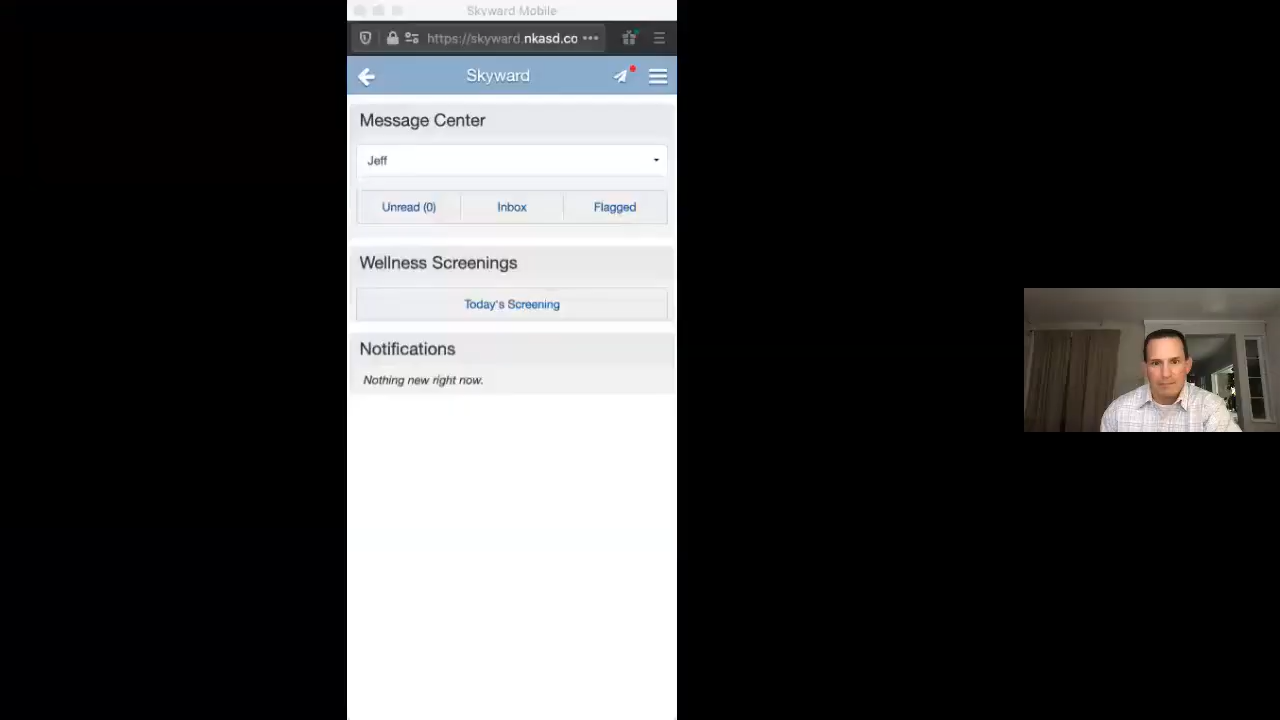 Skyward Mobile
https://skyward.nkasd.co
Skyward
Message Center
Jeff
Unread (0)
Inbox
Flagged
Wellness Screenings
Today's Screening
Notifications
Nothing new right now.